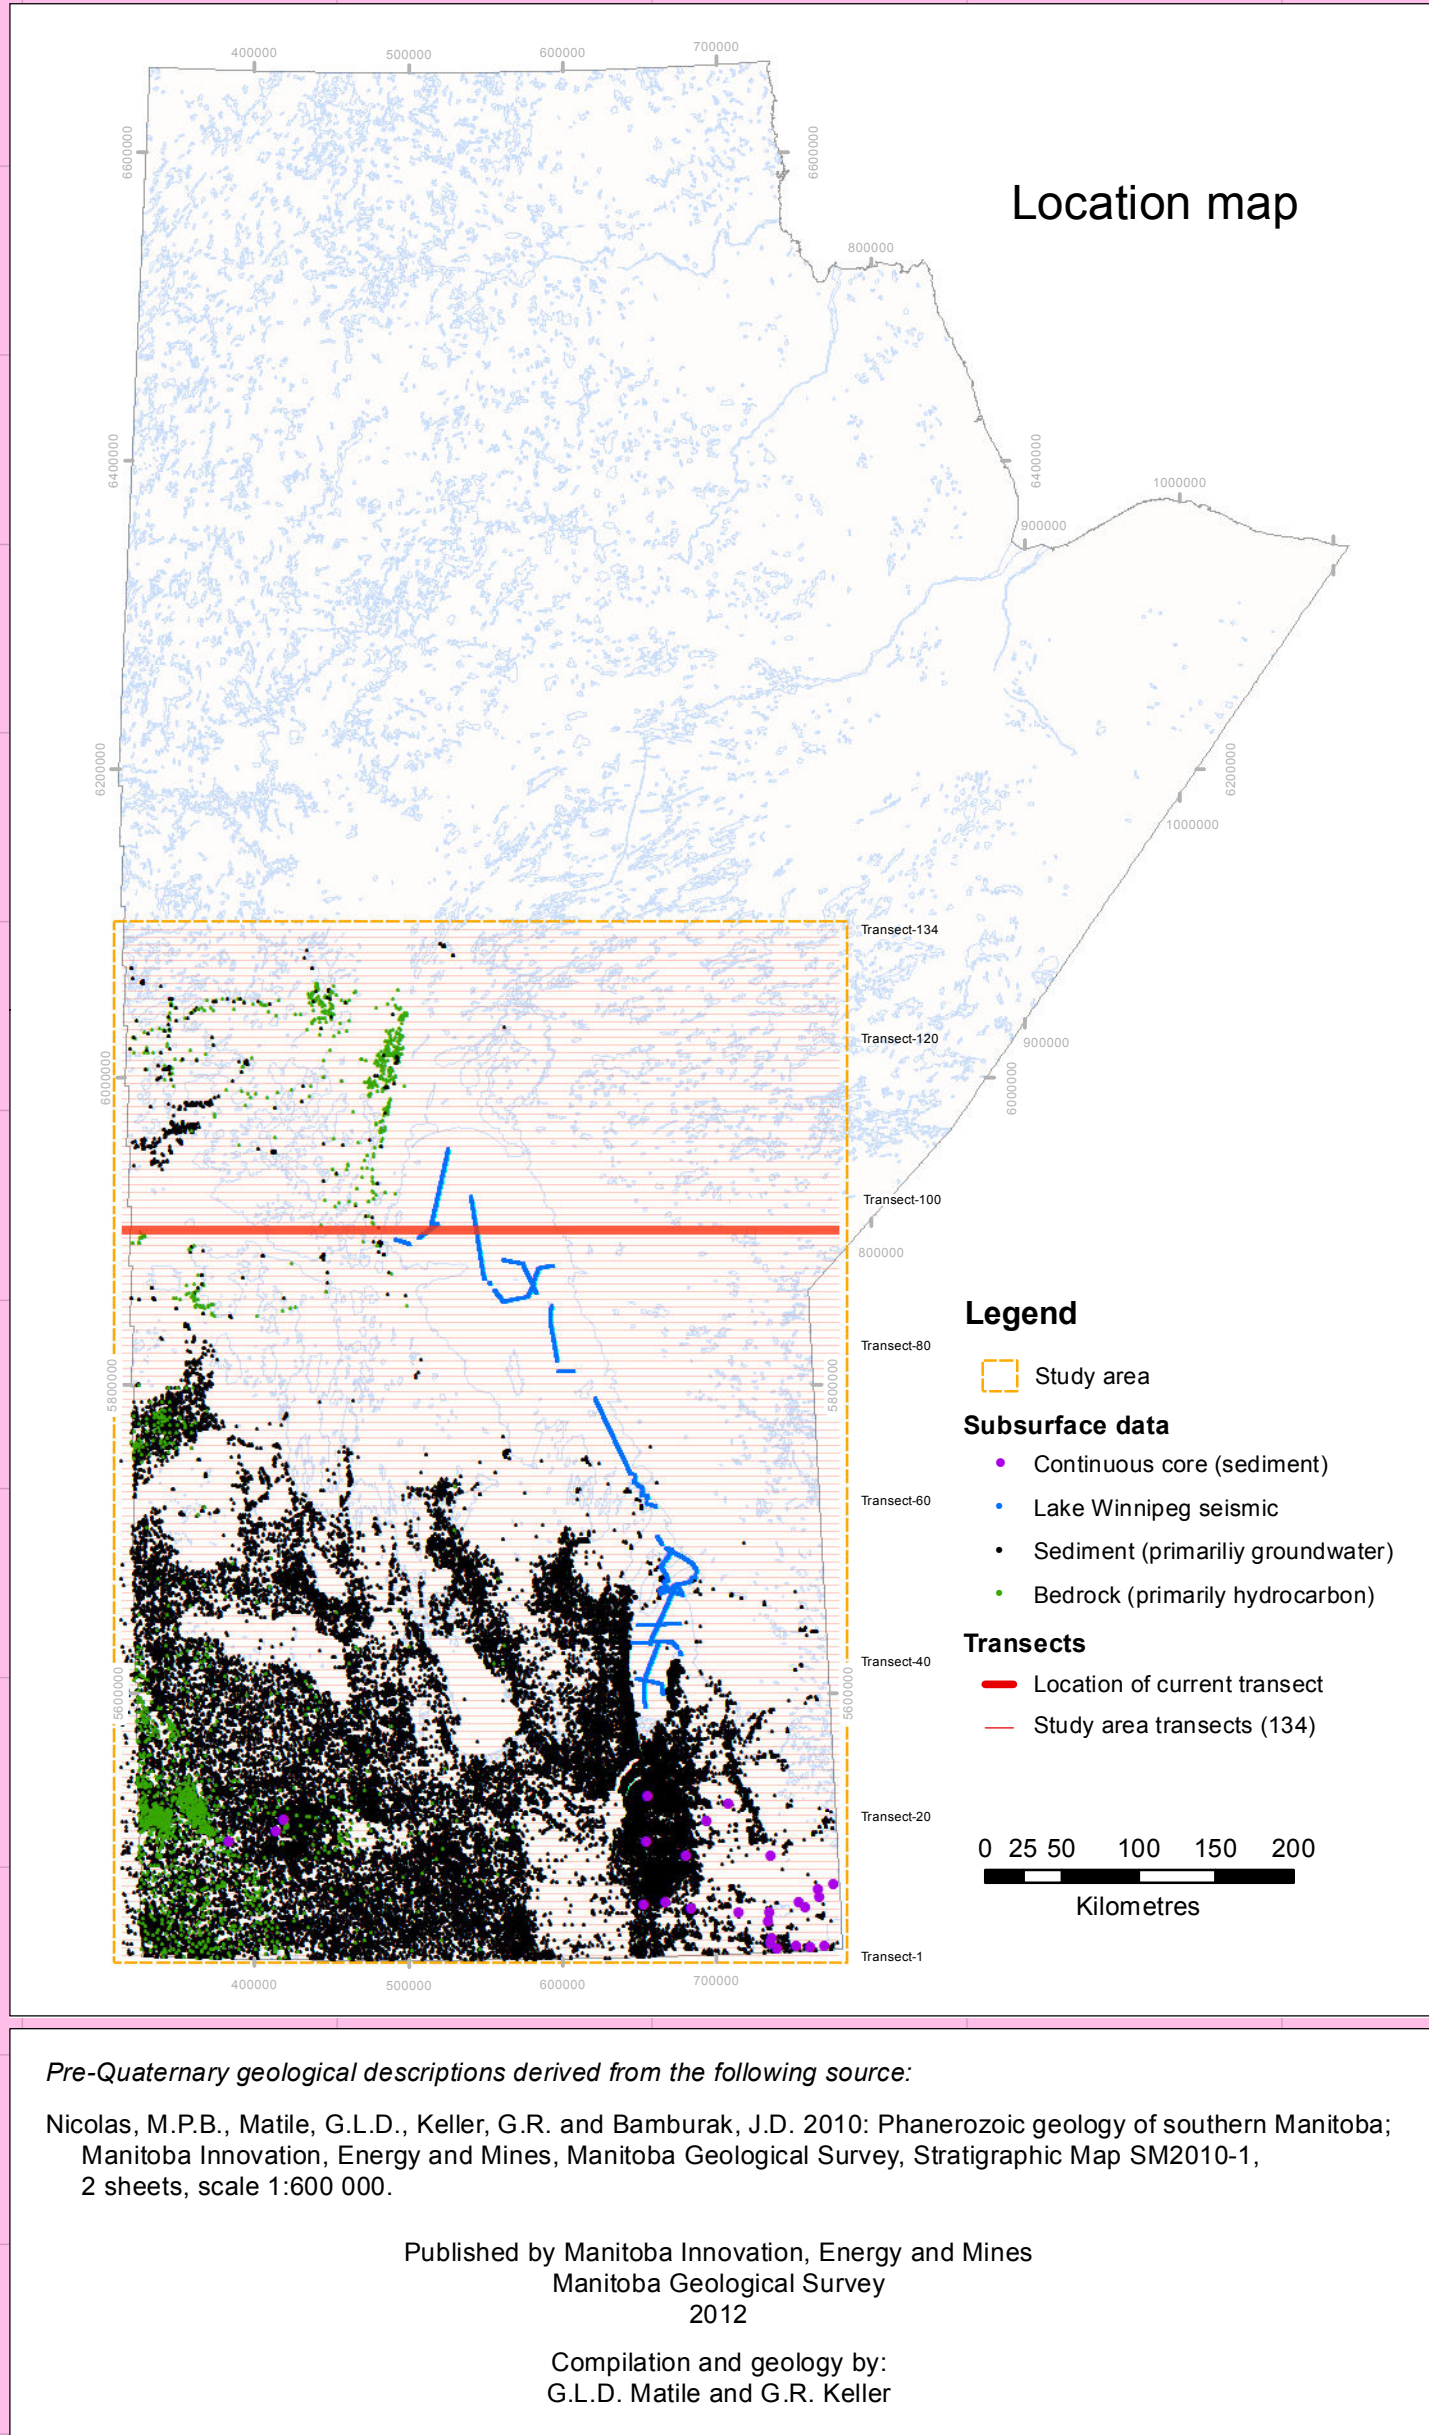 400000
500000
600000
700000
6600000
6600000
Location map
800000
6400000
6400000
1000000
900000
6200000
6200000
1000000
Transect-134
Transect-120
900000
6000000
6000000
Transect-100
800000
Legend
Transect-80
Study area
5800000
5800000
Subsurface data
Continuous core (sediment)
Transect-60
Lake Winnipeg seismic
Sediment (primariliy groundwater)
Bedrock (primarily hydrocarbon)
Transects
Transect-40
5600000
5600000
Location of current transect
Study area transects (134)
Transect-20
0 25 50 100 150 200
Kilometres
Transect-1
400000
500000
600000
700000
Pre-Quaternary geological descriptions derived from the following source:
Nicolas, M.P.B., Matile, G.L.D., Keller, G.R. and Bamburak, J.D. 2010: Phanerozoic geology of southern Manitoba;
Manitoba Innovation, Energy and Mines, Manitoba Geological Survey, Stratigraphic Map SM2010-1,
2 sheets, scale 1:600 000.
Published by Manitoba Innovation, Energy and Mines
Manitoba Geological Survey
2012
Compilation and geology by:
G.L.D. Matile and G.R. Keller